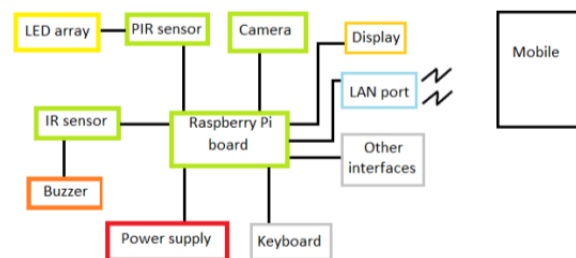 LED array
PIR sensor
Camera
Display
Mobile
LAN port
IR sensor
Raspberry Pi
board
Other
interfaces
Buzzer
Power supply
Keyboard